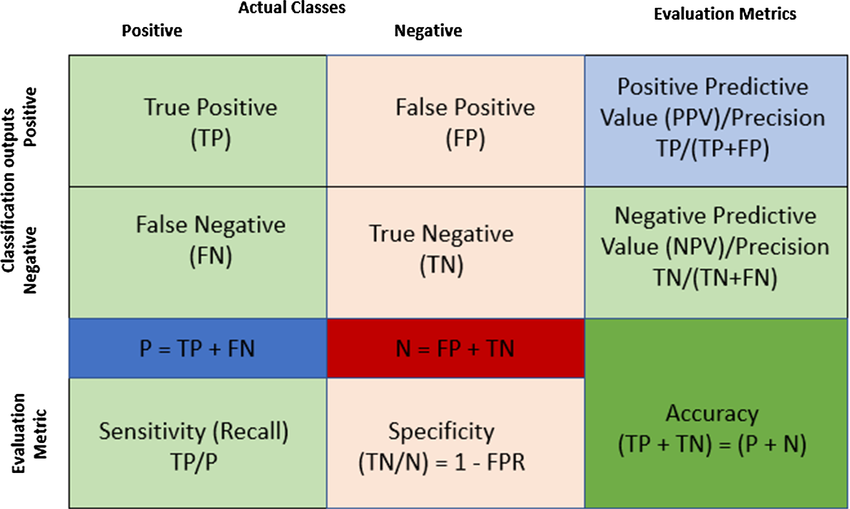 Actual Classes
Evaluation Metrics
Positive
Negative
Classification outputs
Positive
True Positive
(TP)
False Positive
(FP)
Positive Predictive
Value (PPV)/Precision
TP/(TP+FP)
Negative
False Negative
(FN)
True Negative
(TN)
Negative Predictive
Value (NPV)/Precision
TN/(TN+FN)
P = TP + FN
N = FP + TN
Evaluation
Metric
Sensitivity (Recall)
TP/P
Specificity
(TN/N) = 1 - FPR
Accuracy
(TP + TN) = (P + N)